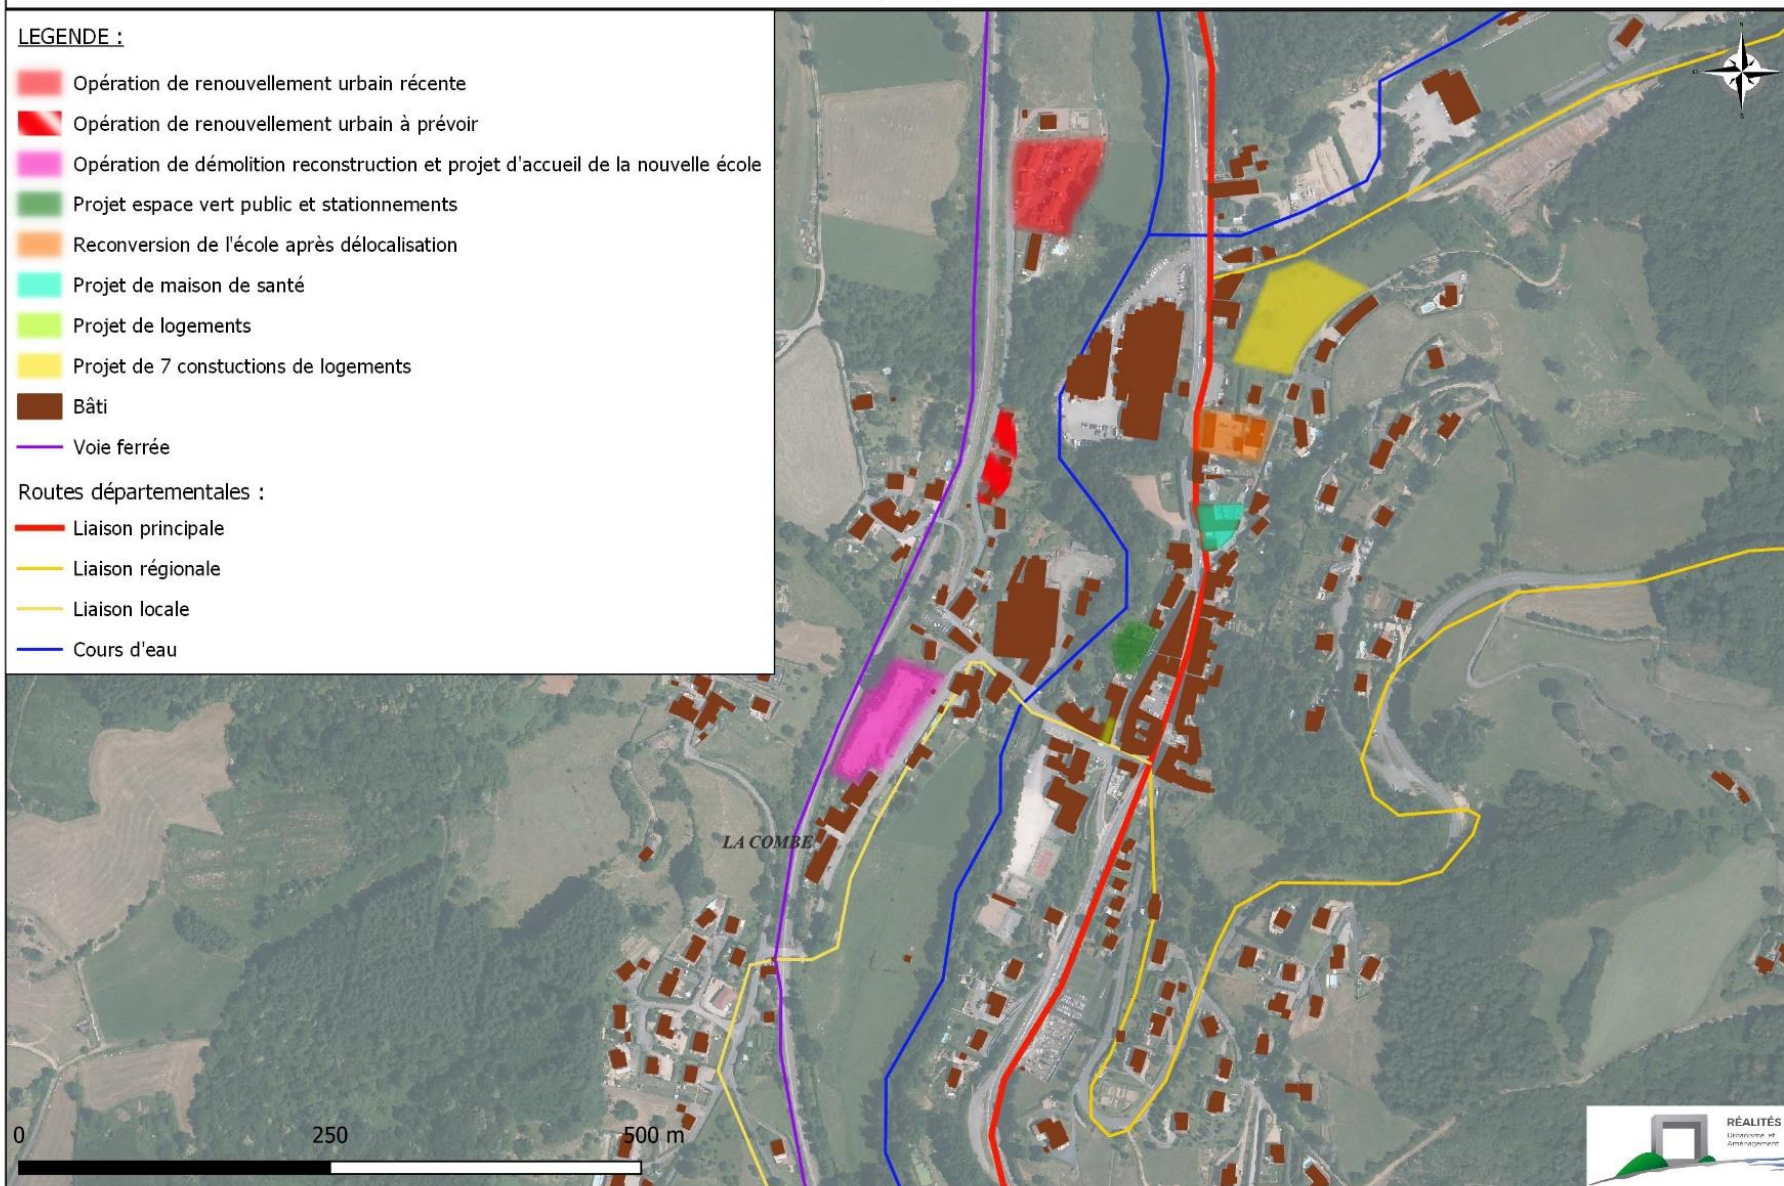 LEGENDE :
Opération de renouvellement urbain récente
Opération de renouvellement urbain à prévoir
Opération de démolition reconstruction et projet d'accueil de la nouvelle école
Projet espace vert public et stationnements
Reconversion de l'école après délocalisation
Projet de maison de santé
Projet de logements
Projet de 7 constuctions de logements
Bâti
Voie ferrée
Routes départementales :
Liaison principale
Liaison régionale
Liaison locale
Cours d'eau
LA COMBE
0 250 500 m
RÉALITÉS
Urbanisme et
Aménagement